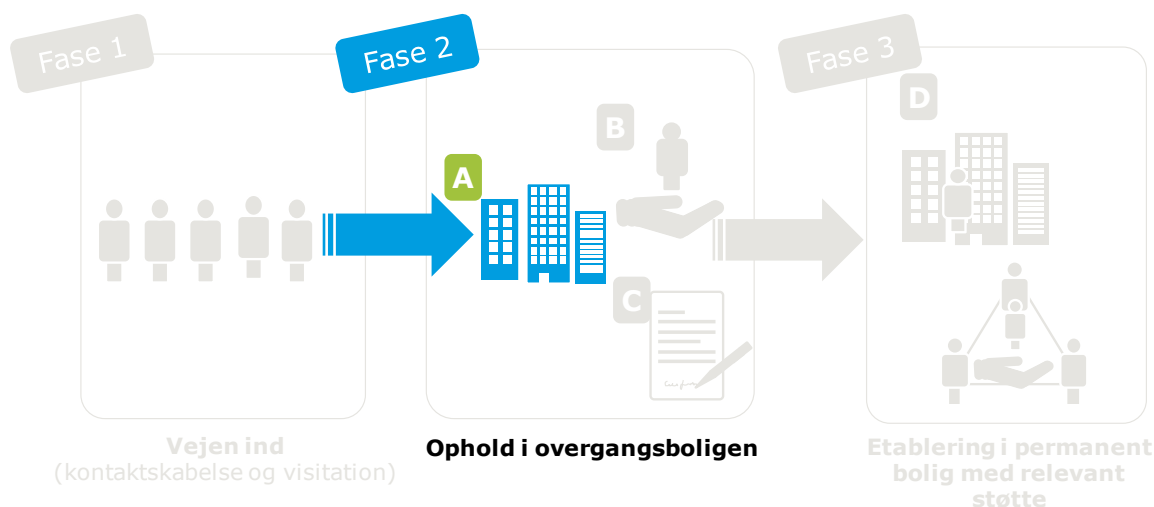 Fase 1
Fase 2
Fase 3
A
B
C
D
Vejen ind
(kontaktskabelse og visitation)
Ophold i overgangsboligen
Etablering i permanent
bolig med relevant
støtte